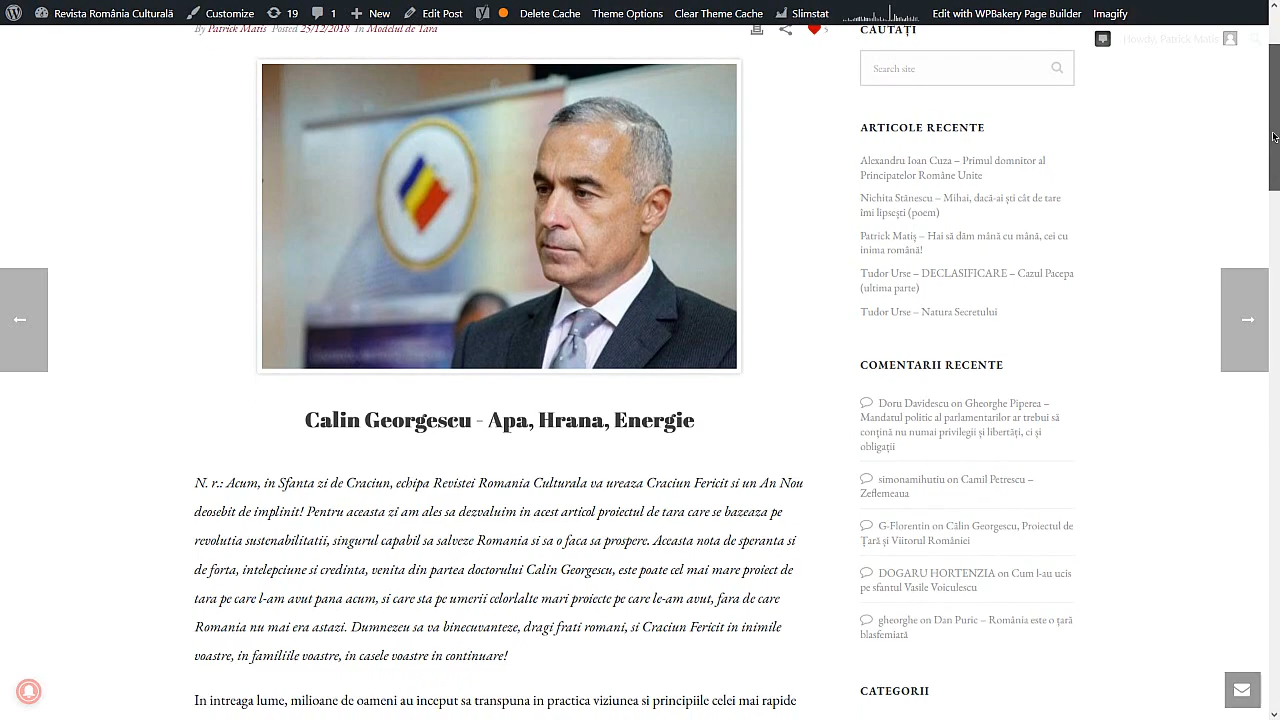 Revista Română Culturală
Customize
19
1
New
Edit Post
Delete Cache
Theme Options
Clear Theme Cache
Slimstat
Edit with WPBakery Page Builder
Imagify
Howdy, Patrick Matis
By Patrick Matis Posted 25/12/2018 In Modelul de Tara
5
Calin Georgescu - Apa, Hrana, Energie
N. r.: Acum, in Sfanta zi de Craciun, echipa Revistei Romania Culturala va ureaza Craciun Fericit si un An Nou
deosebit de implinit! Pentru aceasta zi am ales sa dezvaluim in acest articol proiectul de tara care se bazeaza pe
revolutia sustenabilitatii, singurul capabil sa salveze Romania si sa o faca sa prospere. Aceasta nota de speranta si
de forta, intelepciune si credinta, venita din partea doctorului Calin Georgescu, este poate cel mai mare proiect de
tara pe care l-am avut pana acum, si care sta pe umerii celorlalte mari proiecte pe care le-am avut, fara de care
Romania nu mai era astazi. Dumnezeu sa va binecuvanteze, dragi frati romani, si Craciun Fericit in inimile
voastre, in familiile voastre, in casele voastre in continuare!
In intreaga lume, milioane de oameni au inceput sa transpuna in practica viziunea si principiile celei mai rapide
CĂUTAȚI
Search site
ARTICOLE RECENTE
Alexandru Ioan Cuza – Primul domnitor al
Principatelor Române Unite
Nichita Stănescu – Mihai, dacă-ai ști cât de tare
îmi lipsești (poem)
Patrick Matiș – Hai să dăm mână cu mână, cei cu
inima română!
Tudor Urse – DECLASIFICARE – Cazul Pacepa
(ultima parte)
Tudor Urse – Natura Secretului
COMENTARII RECENTE
Doru Davidescu on Gheorghe Piperea –
Mandatul politic al parlamentarilor ar trebui să
conțină nu numai privilegii și libertăți, ci și
obligații
simonamihutiu on Camil Petrescu –
Zeflemeaua
G-Florentin on Călin Georgescu, Proiectul de
Țară și Viitorul României
DOGARU HORTENZIA on Cum l-au ucis
pe sfantul Vasile Voiculescu
gheorghe on Dan Puric – România este o țară
blasfemiată
CATEGORII